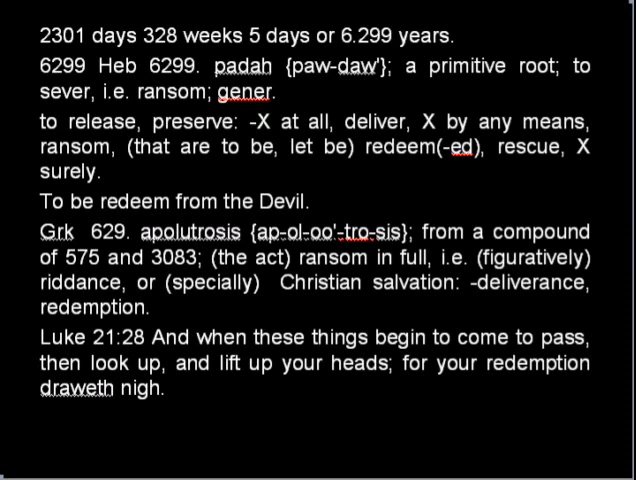 2301 days 328 weeks 5 days or 6.299 years.
6299 Heb 6299. padah {paw-daw'}; a primitive root; to
sever, i.e. ransom; gener.
to release, preserve: -X at all, deliver, X by any means,
ransom, (that are to be, let be) redeem(-ed), rescue, X
surely.
To be redeem from the Devil.
Grk 629. apolutrosis {ap-ol-oo'-tro-sis}; from a compound
of 575 and 3083; (the act) ransom in full, i.e. (figuratively)
riddance, or (specially) Christian salvation: -deliverance,
redemption.
Luke 21:28 And when these things begin to come to pass,
then look up, and lift up your heads; for your redemption
draweth nigh.